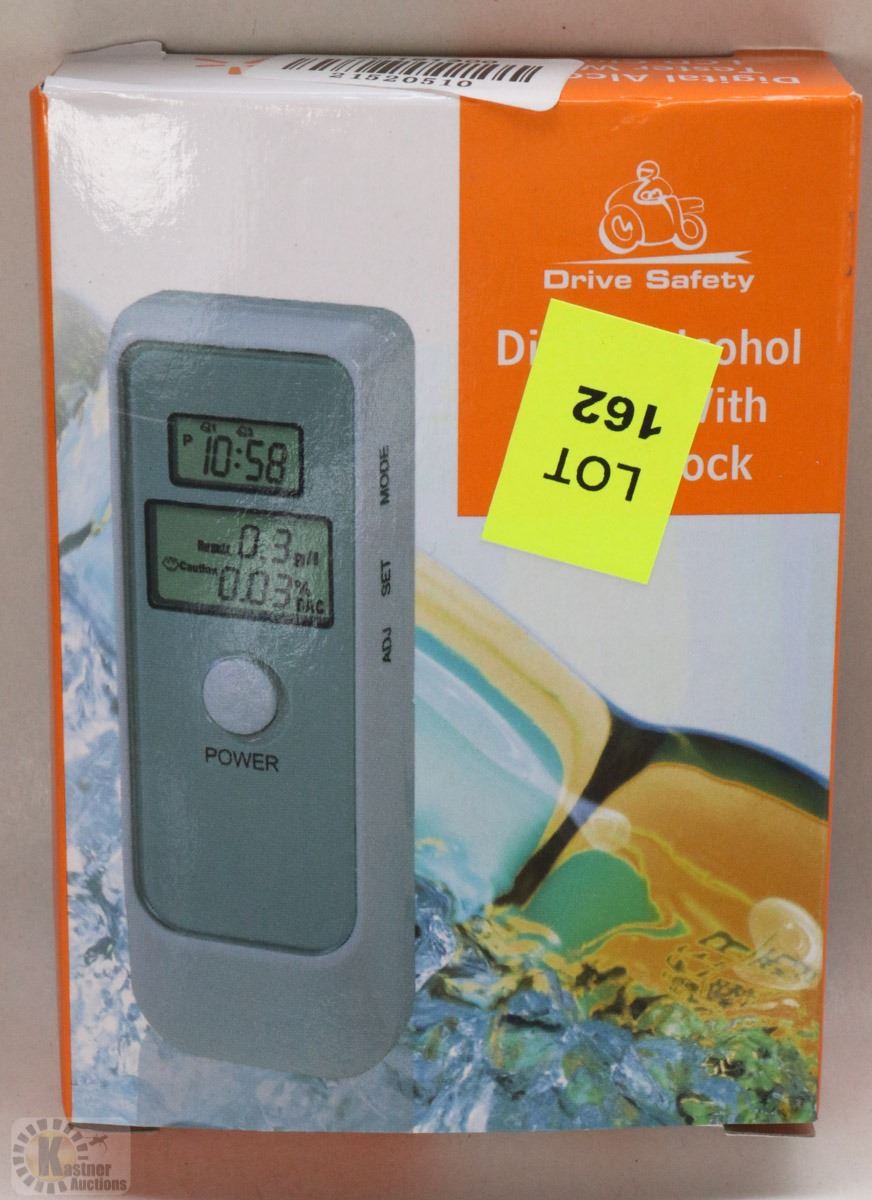 Digital Alco
Tester w
21520510
Drive Safety
Di cohol
With
ock
LOT
162
P
10:58
MODE
0.3 g/l
Caution 0.03%
BAC
SET
ADJ
POWER
Kastner
Auctions